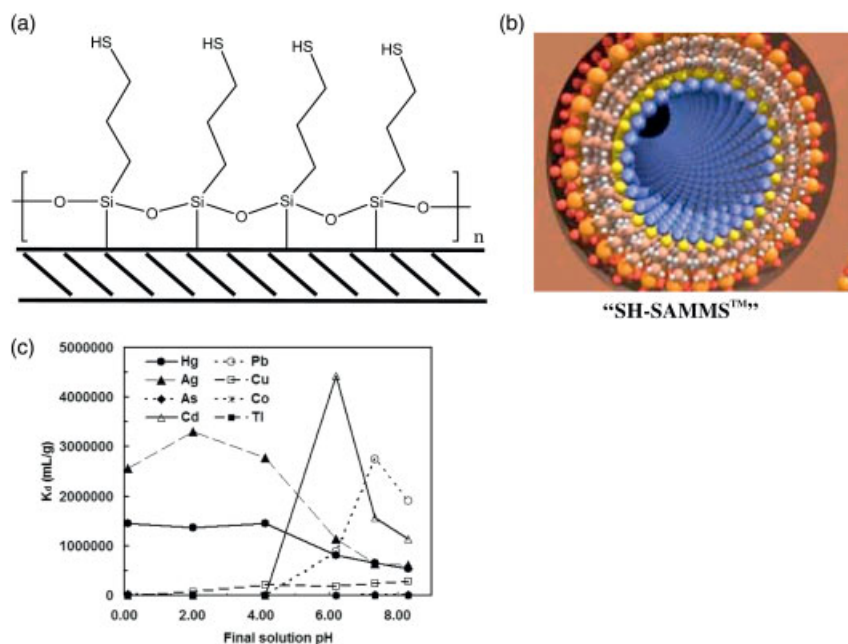 (a)
HS HS HS HS
Si O Si O Si O Si O
O
n
(b)
“SH-SAMMS™”
(c)
Hg Pb
Ag Cu
As Co
Cd Tl
5000000
4000000
3000000
2000000
1000000
0
Kd (mL/g)
0.00 2.00 4.00 6.00 8.00
Final solution pH